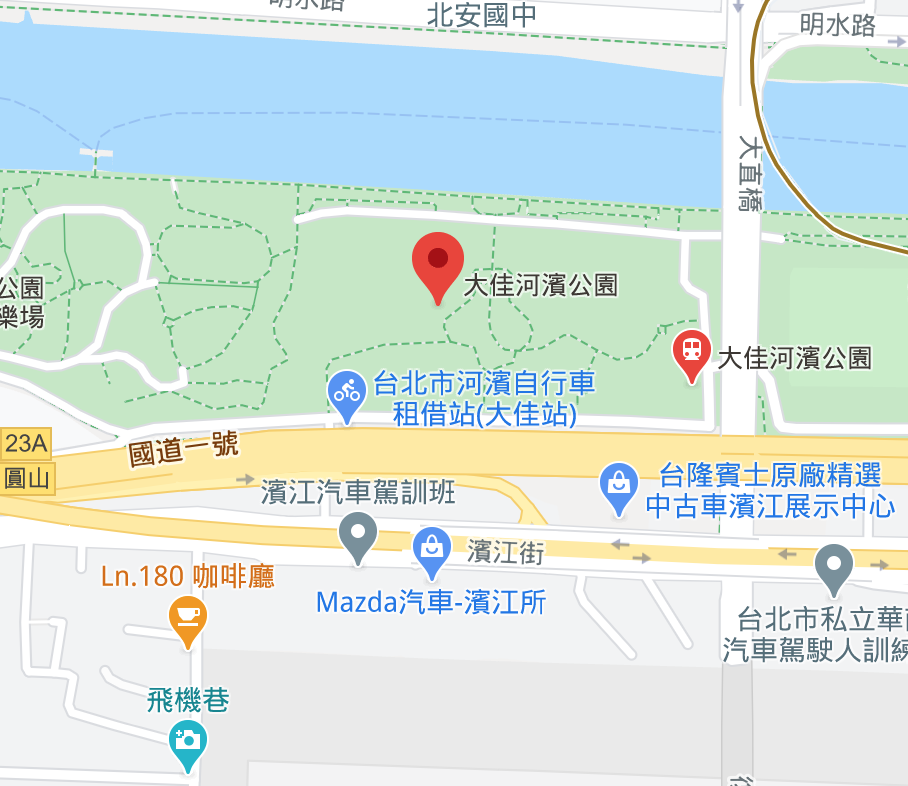 明水路
北安國中
明水路
大直橋
公園
樂場
大佳河濱公園
大佳河濱公園
台北市河濱自行車
租借站(大佳站)
23A
圓山
國道一號
濱江汽車駕訓班
台隆賓士原廠精選
中古車濱江展示中心
濱江街
Ln.180 咖啡廳
Mazda汽車-濱江所
台北市私立華
汽車駕駛人訓練
飛機巷